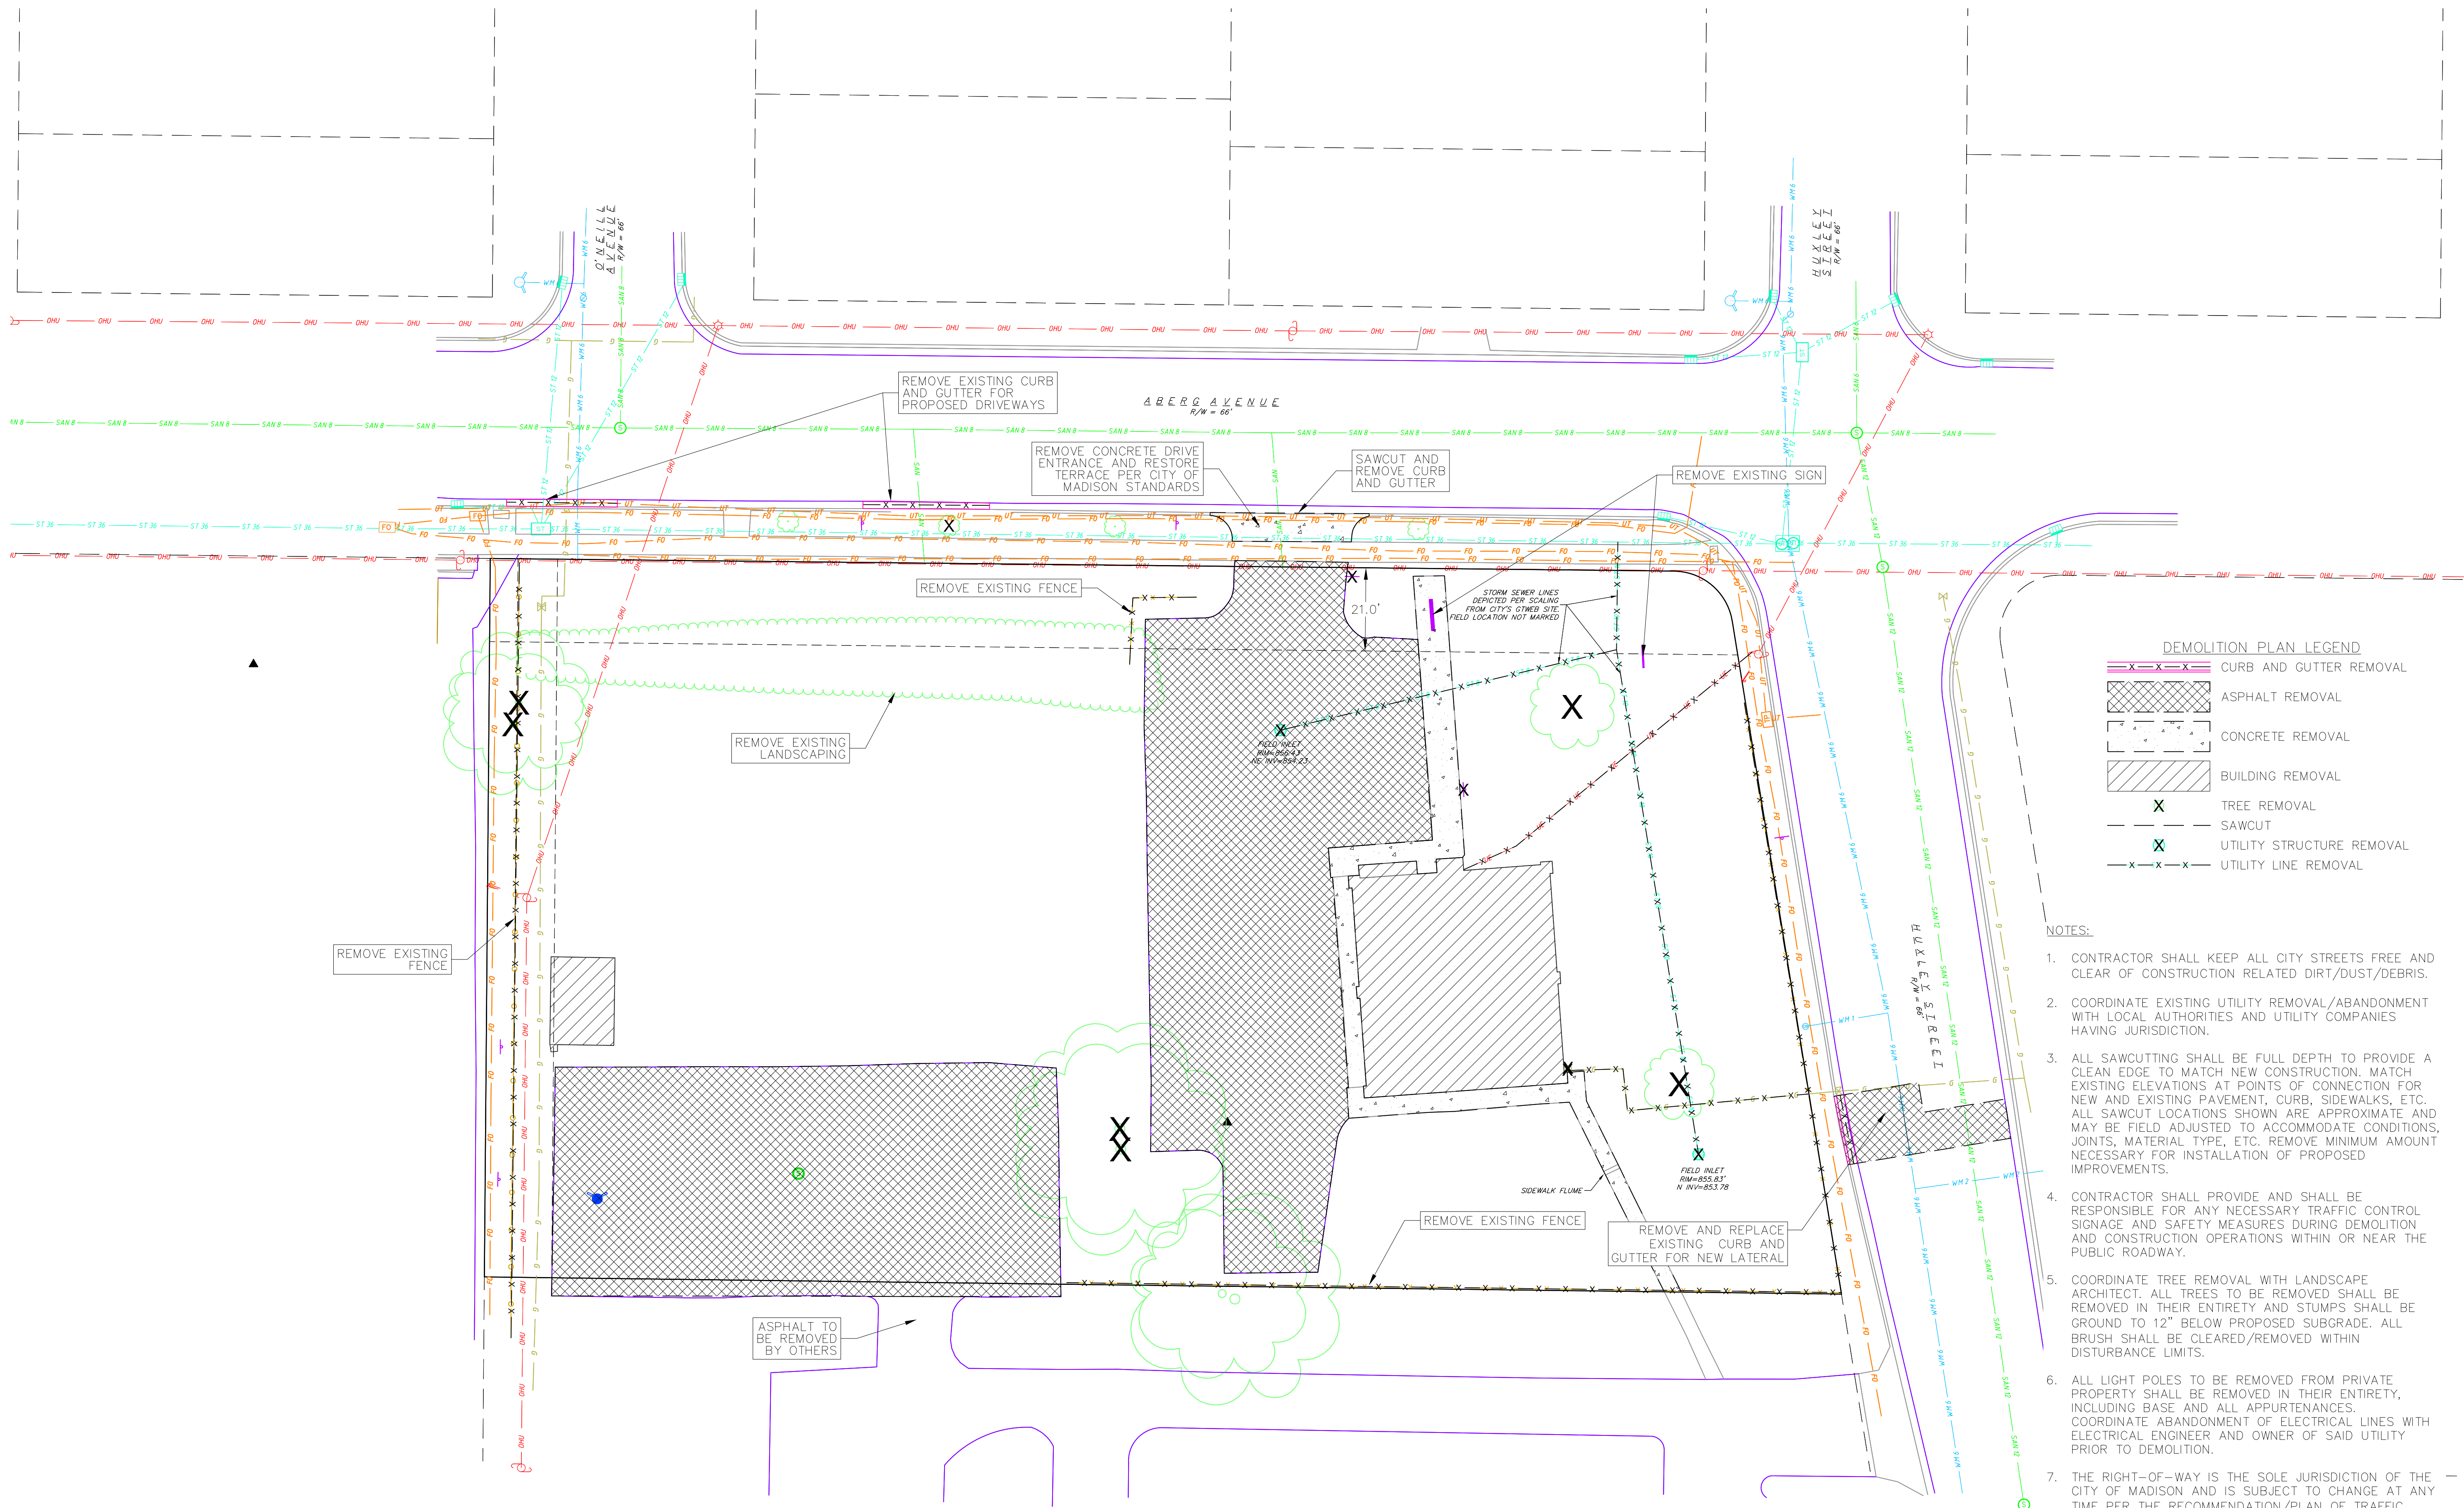 O'NEILL
AVENUE
R/W = 66'
HUXLEY
STREET
R/W = 66'
REMOVE EXISTING CURB
AND GUTTER FOR
PROPOSED DRIVEWAYS
ABERG AVENUE
R/W = 66'
REMOVE CONCRETE DRIVE
ENTRANCE AND RESTORE
TERRACE PER CITY OF
MADISON STANDARDS
SAWCUT AND
REMOVE CURB
AND GUTTER
REMOVE EXISTING SIGN
REMOVE EXISTING FENCE
21.0'
STORM SEWER LINES
DEPICTED PER SCALING
FROM CITY'S GTWEB SITE.
FIELD LOCATION NOT MARKED
REMOVE EXISTING
LANDSCAPING
FIELD INLET
RIM=856.43'
NE INV=854.23
REMOVE EXISTING
FENCE
HUXLEY STREET
R/W = 66'
FIELD INLET
RIM=855.83'
N INV=853.78
SIDEWALK FLUME
REMOVE EXISTING FENCE
REMOVE AND REPLACE
EXISTING CURB AND
GUTTER FOR NEW LATERAL
ASPHALT TO
BE REMOVED
BY OTHERS
DEMOLITION PLAN LEGEND
CURB AND GUTTER REMOVAL
ASPHALT REMOVAL
CONCRETE REMOVAL
BUILDING REMOVAL
TREE REMOVAL
SAWCUT
UTILITY STRUCTURE REMOVAL
UTILITY LINE REMOVAL
NOTES:
1. CONTRACTOR SHALL KEEP ALL CITY STREETS FREE AND
CLEAR OF CONSTRUCTION RELATED DIRT/DUST/DEBRIS.
2. COORDINATE EXISTING UTILITY REMOVAL/ABANDONMENT
WITH LOCAL AUTHORITIES AND UTILITY COMPANIES
HAVING JURISDICTION.
3. ALL SAWCUTTING SHALL BE FULL DEPTH TO PROVIDE A
CLEAN EDGE TO MATCH NEW CONSTRUCTION. MATCH
EXISTING ELEVATIONS AT POINTS OF CONNECTION FOR
NEW AND EXISTING PAVEMENT, CURB, SIDEWALKS, ETC.
ALL SAWCUT LOCATIONS SHOWN ARE APPROXIMATE AND
MAY BE FIELD ADJUSTED TO ACCOMMODATE CONDITIONS,
JOINTS, MATERIAL TYPE, ETC. REMOVE MINIMUM AMOUNT
NECESSARY FOR INSTALLATION OF PROPOSED
IMPROVEMENTS.
4. CONTRACTOR SHALL PROVIDE AND SHALL BE
RESPONSIBLE FOR ANY NECESSARY TRAFFIC CONTROL
SIGNAGE AND SAFETY MEASURES DURING DEMOLITION
AND CONSTRUCTION OPERATIONS WITHIN OR NEAR THE
PUBLIC ROADWAY.
5. COORDINATE TREE REMOVAL WITH LANDSCAPE
ARCHITECT. ALL TREES TO BE REMOVED SHALL BE
REMOVED IN THEIR ENTIRETY AND STUMPS SHALL BE
GROUND TO 12" BELOW PROPOSED SUBGRADE. ALL
BRUSH SHALL BE CLEARED/REMOVED WITHIN
DISTURBANCE LIMITS.
6. ALL LIGHT POLES TO BE REMOVED FROM PRIVATE
PROPERTY SHALL BE REMOVED IN THEIR ENTIRETY,
INCLUDING BASE AND ALL APPURTENANCES.
COORDINATE ABANDONMENT OF ELECTRICAL LINES WITH
ELECTRICAL ENGINEER AND OWNER OF SAID UTILITY
PRIOR TO DEMOLITION.
7. THE RIGHT-OF-WAY IS THE SOLE JURISDICTION OF THE
CITY OF MADISON AND IS SUBJECT TO CHANGE AT ANY
TIME PER THE RECOMMENDATION/PLAN OF TRAFFIC